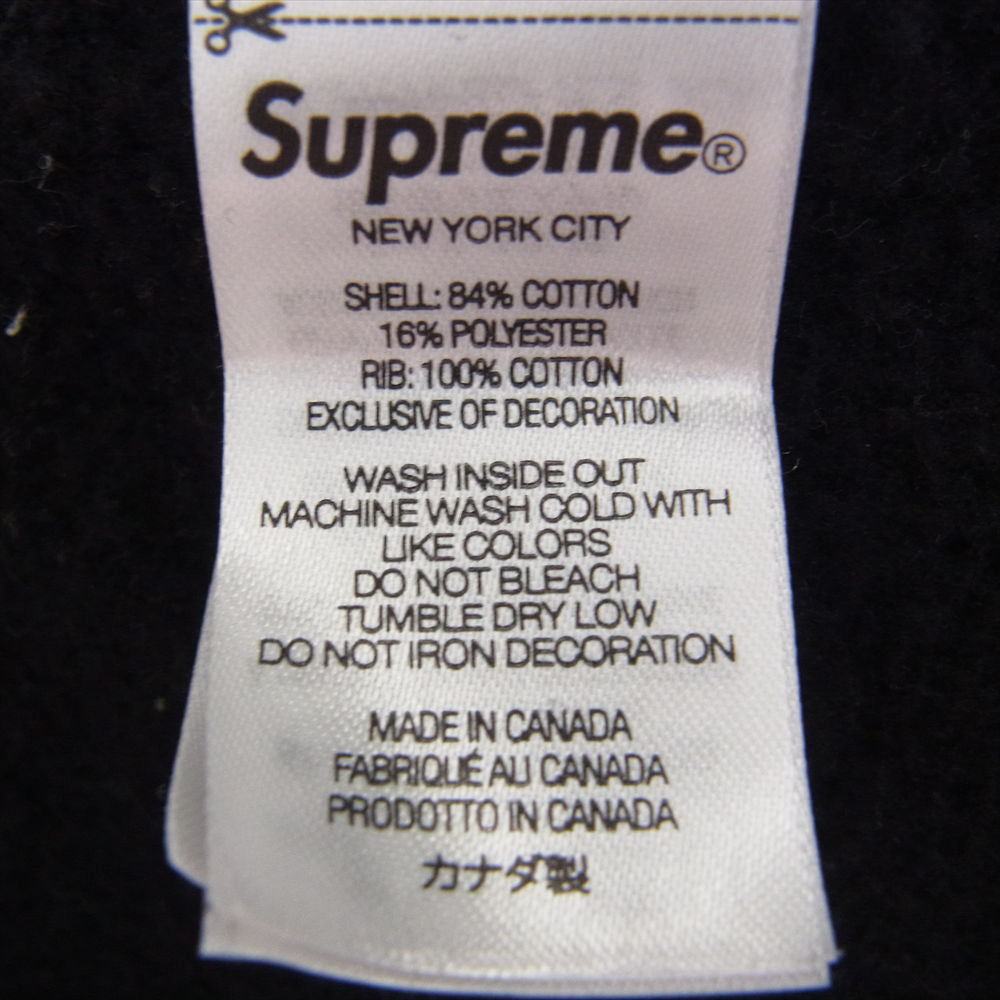 Supreme®
NEW YORK CITY
SHELL: 84% COTTON
16% POLYESTER
RIB: 100% COTTON
EXCLUSIVE OF DECORATION
WASH INSIDE OUT
MACHINE WASH COLD WITH
LIKE COLORS
DO NOT BLEACH
TUMBLE DRY LOW
DO NOT IRON DECORATION
MADE IN CANADA
FABRIQUÉ AU CANADA
PRODOTTO IN CANADA
カナダ製